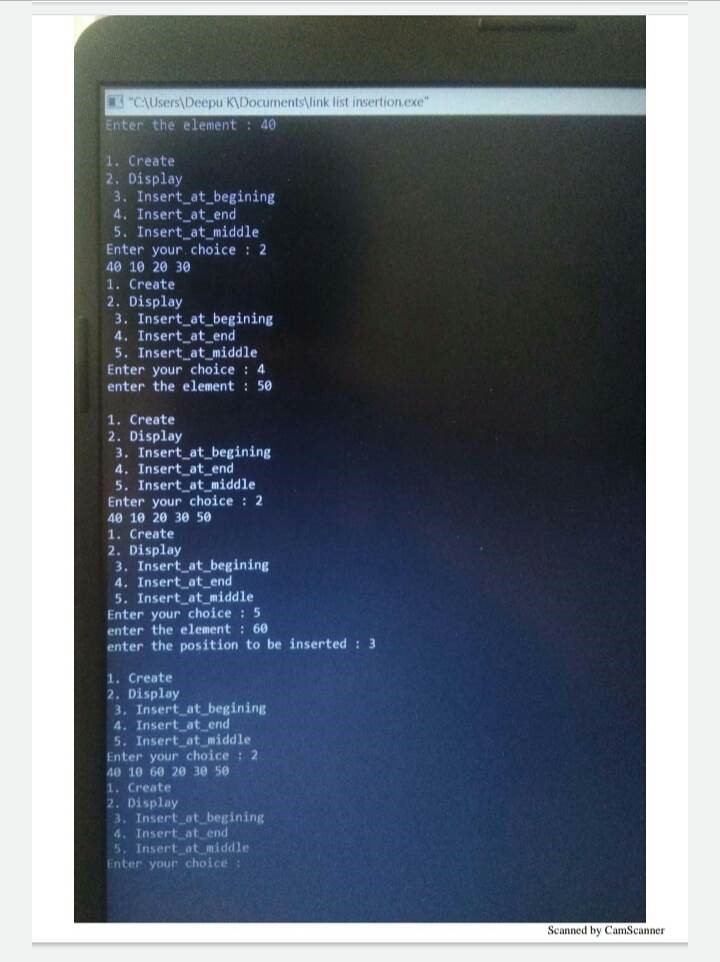 "C:\Users\Deepu K\Documents\link list insertion.exe"
Enter the element : 40
1. Create
2. Display
3. Insert_at_begining
4. Insert_at_end
5. Insert_at_middle
Enter your choice : 2
40 10 20 30
1. Create
2. Display
3. Insert_at_begining
4. Insert_at_end
5. Insert_at_middle
Enter your choice : 4
enter the element : 50
1. Create
2. Display
3. Insert_at_begining
4. Insert_at_end
5. Insert_at_middle
Enter your choice : 2
40 10 20 30 50
1. Create
2. Display
3. Insert_at_begining
4. Insert_at_end
5. Insert_at_middle
Enter your choice : 5
enter the element : 60
enter the position to be inserted : 3
1. Create
2. Display
3. Insert_at_begining
4. Insert_at_end
5. Insert_at_middle
Enter your choice : 2
40 10 60 20 30 50
1. Create
2. Display
3. Insert_at_begining
4. Insert_at_end
5. Insert_at_middle
Enter your choice :
Scanned by CamScanner